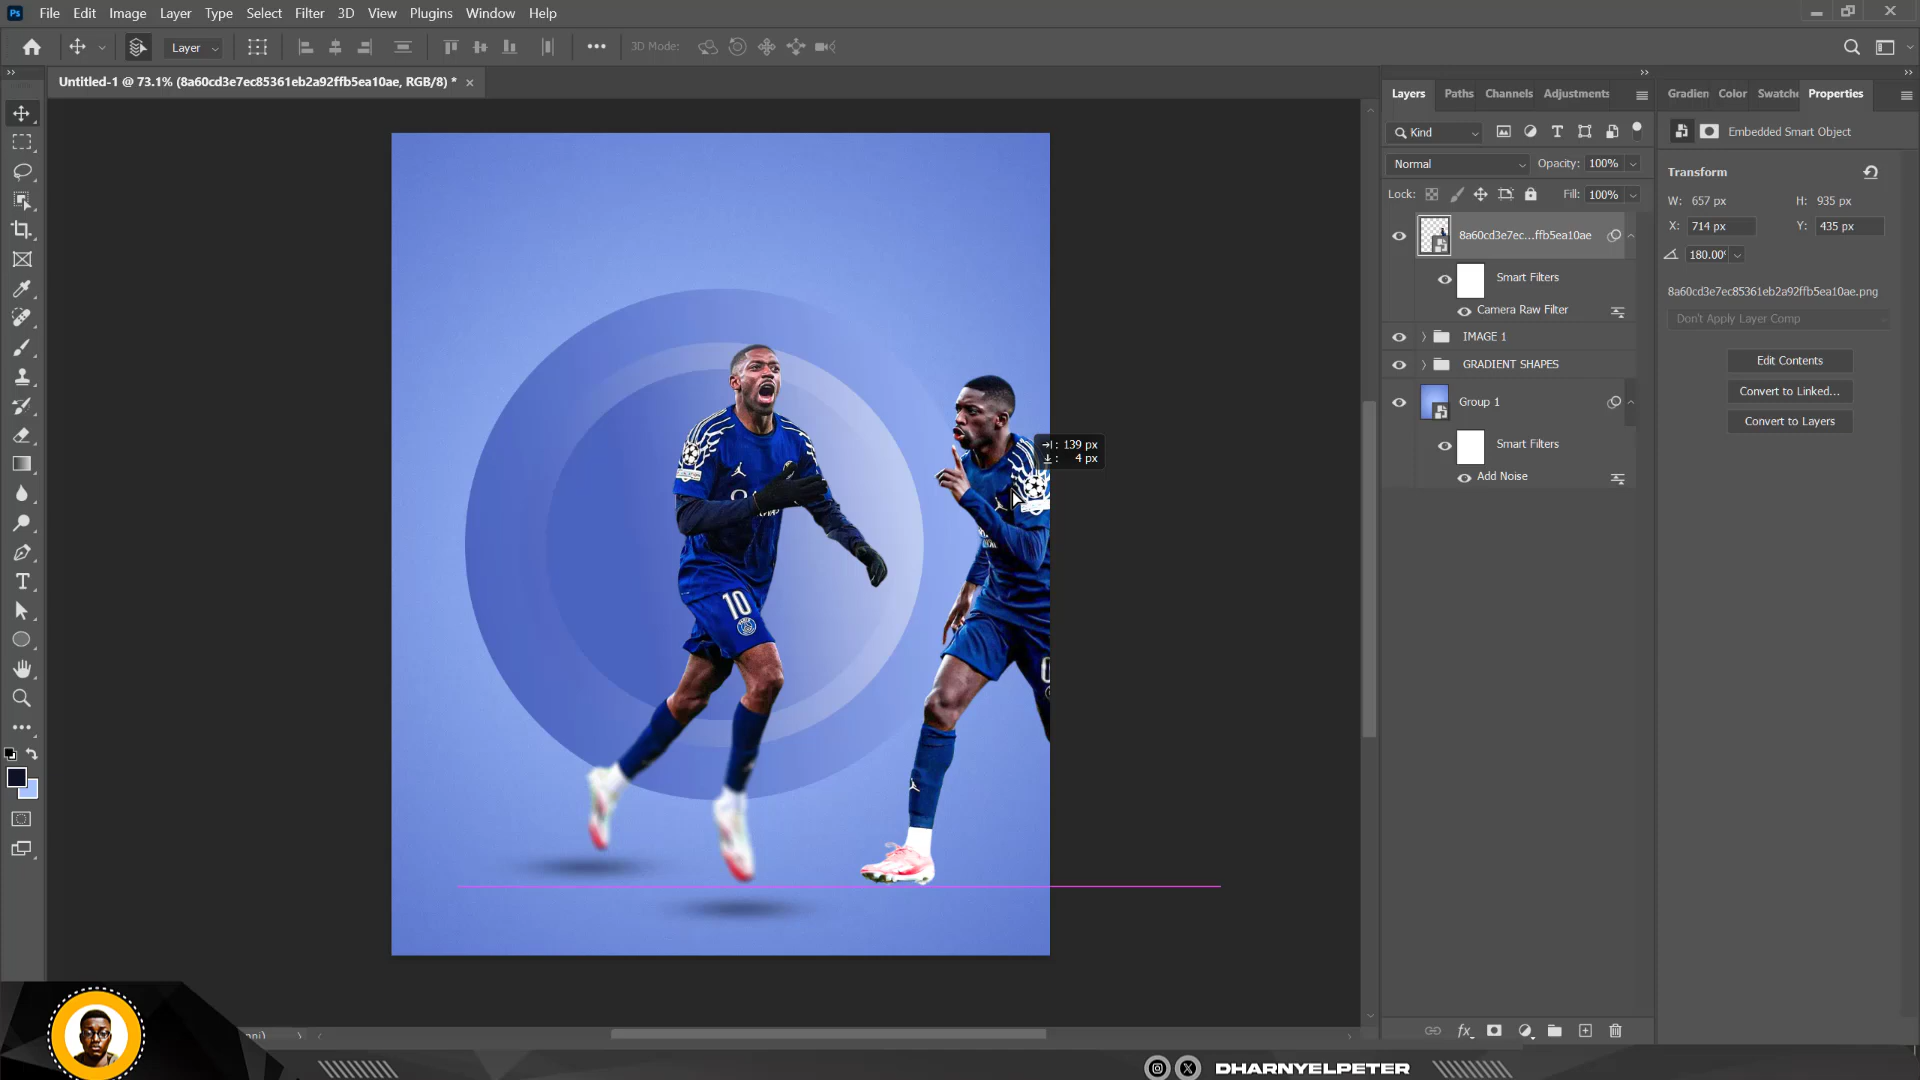 Ps File Edit Image Layer Type Select Filter 3D View Plugins Window Help
Layer 3D Mode:
Untitled-1 @ 73.1% (8a60cd3e7ec85361eb2a92ffb5ea10ae, RGB/8) * ×
Layers Paths Channels Adjustments
Gradien Color Swatche Properties
Kind
Embedded Smart Object
Normal Opacity: 100%
Transform
Lock: Fill: 100%
W: 657 px H: 935 px
X: 714 px Y: 435 px
8a60cd3e7ec...ffb5ea10ae
180.00°
Smart Filters
8a60cd3e7ec85361eb2a92ffb5ea10ae.png
Camera Raw Filter
Don't Apply Layer Comp
IMAGE 1
GRADIENT SHAPES
Edit Contents
Convert to Linked...
Group 1
Convert to Layers
Smart Filters
Add Noise
139 px
4 px
10
DHARNYELPETER